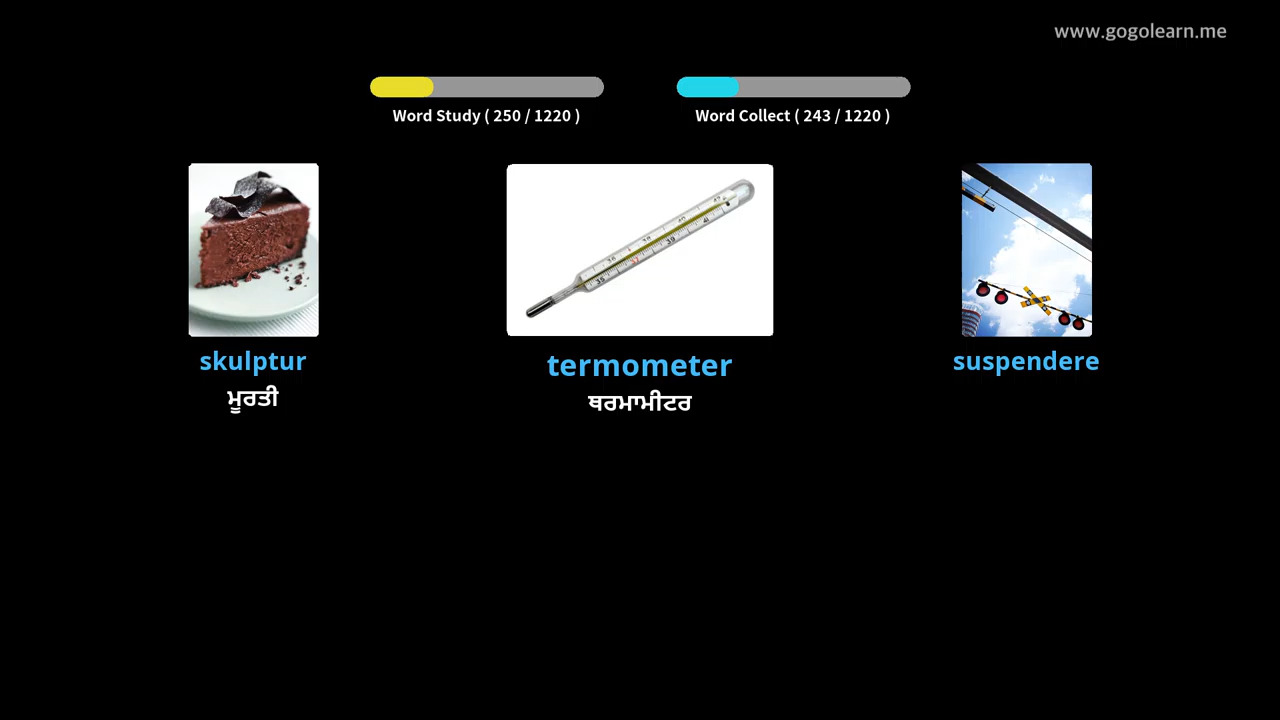 www.gogolearn.me
Word Study ( 250 / 1220 )
Word Collect ( 243 / 1220 )
skulptur
ਮੂਰਤੀ
termometer
ਥਰਮਾਮੀਟਰ
suspendere